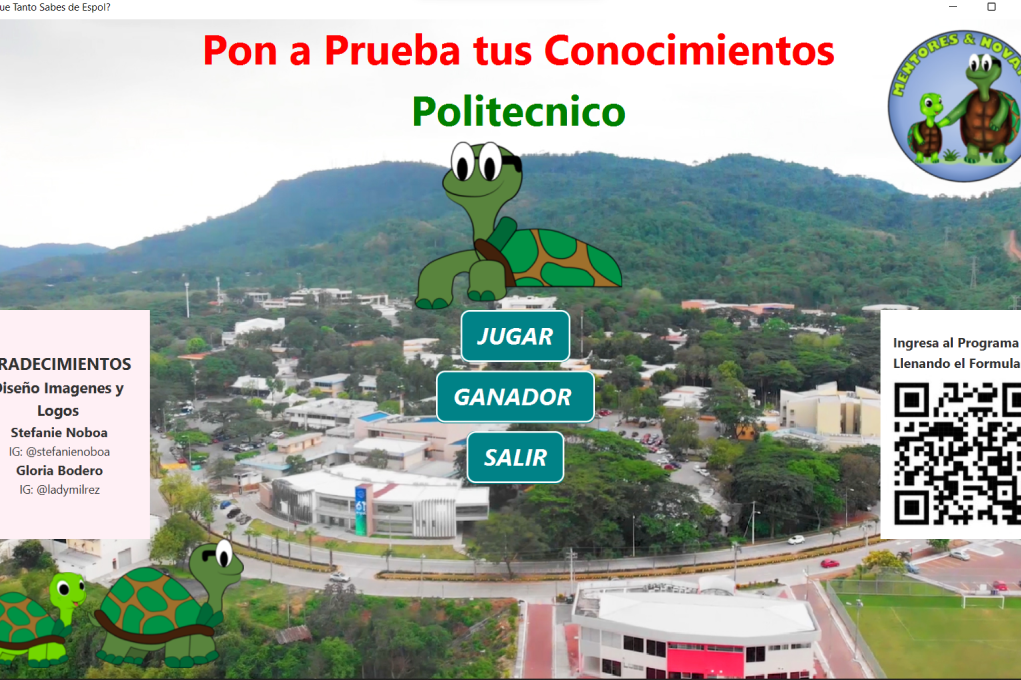 ue Tanto Sabes de Espol?
Pon a Prueba tus Conocimientos
Politecnico
MENTORES & NOVA
JUGAR
GANADOR
SALIR
RADECIMIENTOS
Diseño Imagenes y
Logos
Stefanie Noboa
IG: @stefanienoboa
Gloria Bodero
IG: @ladymilrez
Ingresa al Programa
Llenando el Formula